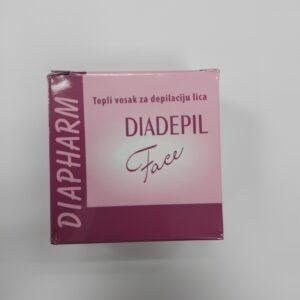 DIAPHARM
Topli vosak za depilaciju lica
DIADEPIL
Face